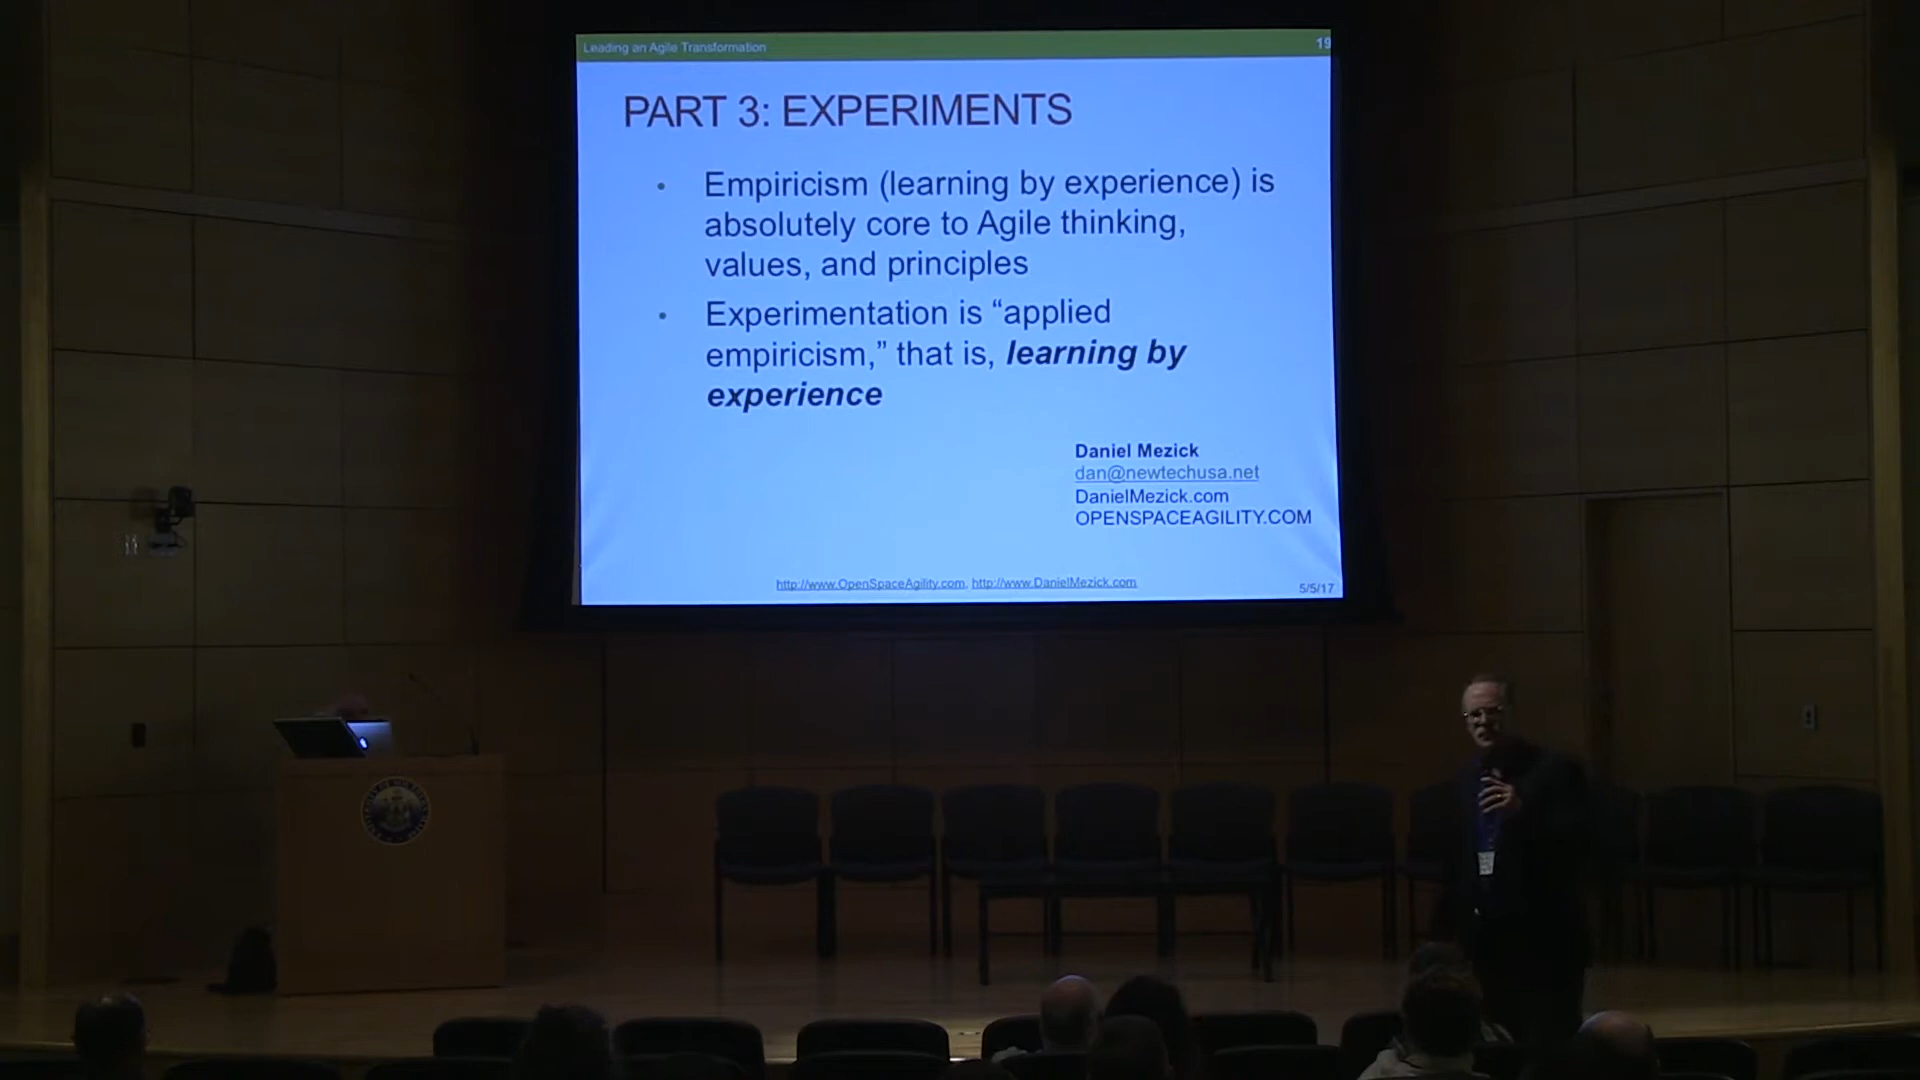 Leading an Agile Transformation
19
PART 3: EXPERIMENTS
• Empiricism (learning by experience) is
absolutely core to Agile thinking,
values, and principles
• Experimentation is “applied
empiricism,” that is, learning by
experience
Daniel Mezick
dan@newtechusa.net
DanielMezick.com
OPENSPACEAGILITY.COM
http://www.OpenSpaceAgility.com, http://www.DanielMezick.com
5/5/17